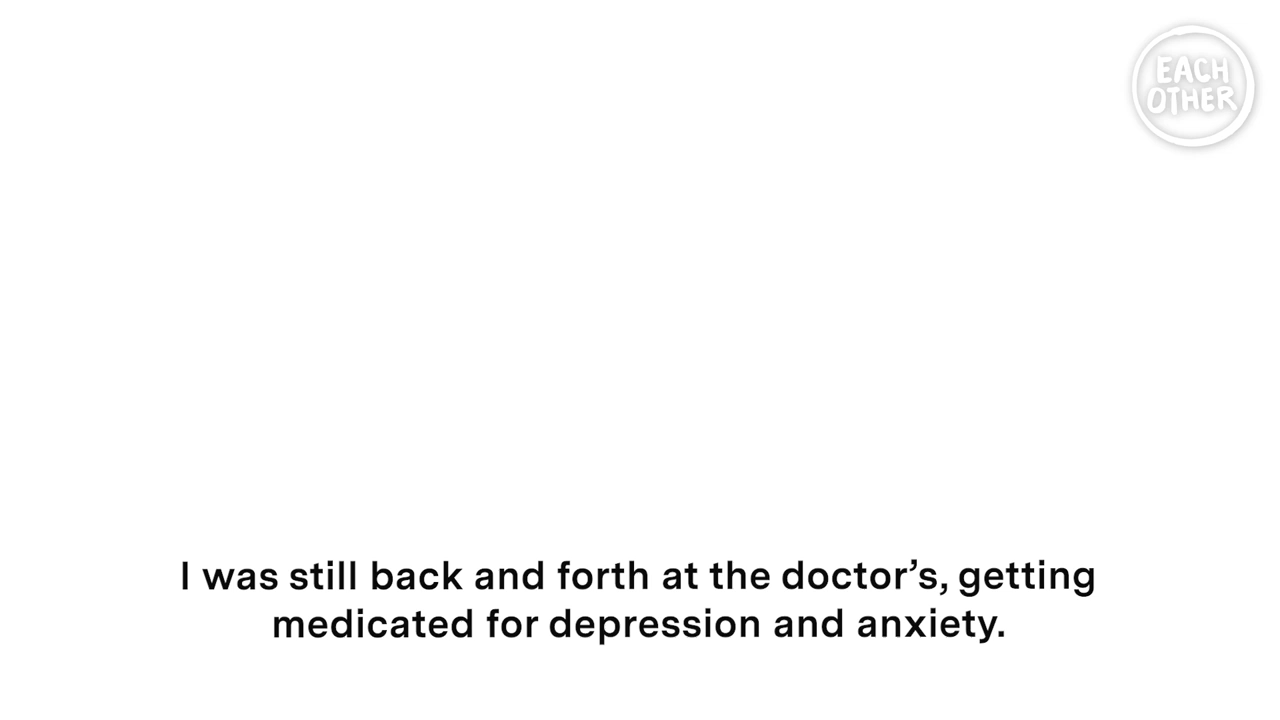 EACH
OTHER
I was still back and forth at the doctor’s, getting
medicated for depression and anxiety.